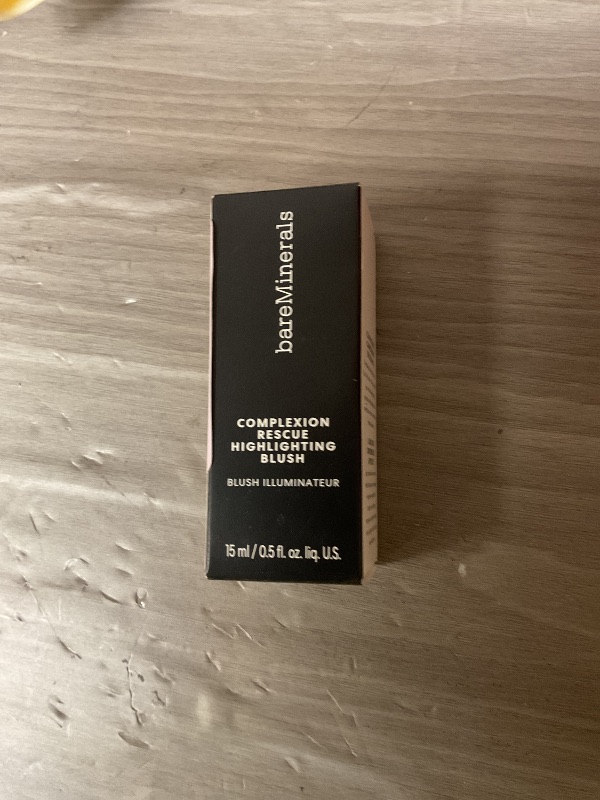 bareMinerals
COMPLEXION
RESCUE
HIGHLIGHTING
BLUSH
BLUSH ILLUMINATEUR
15 ml / 0.5 fl. oz. liq. U.S.